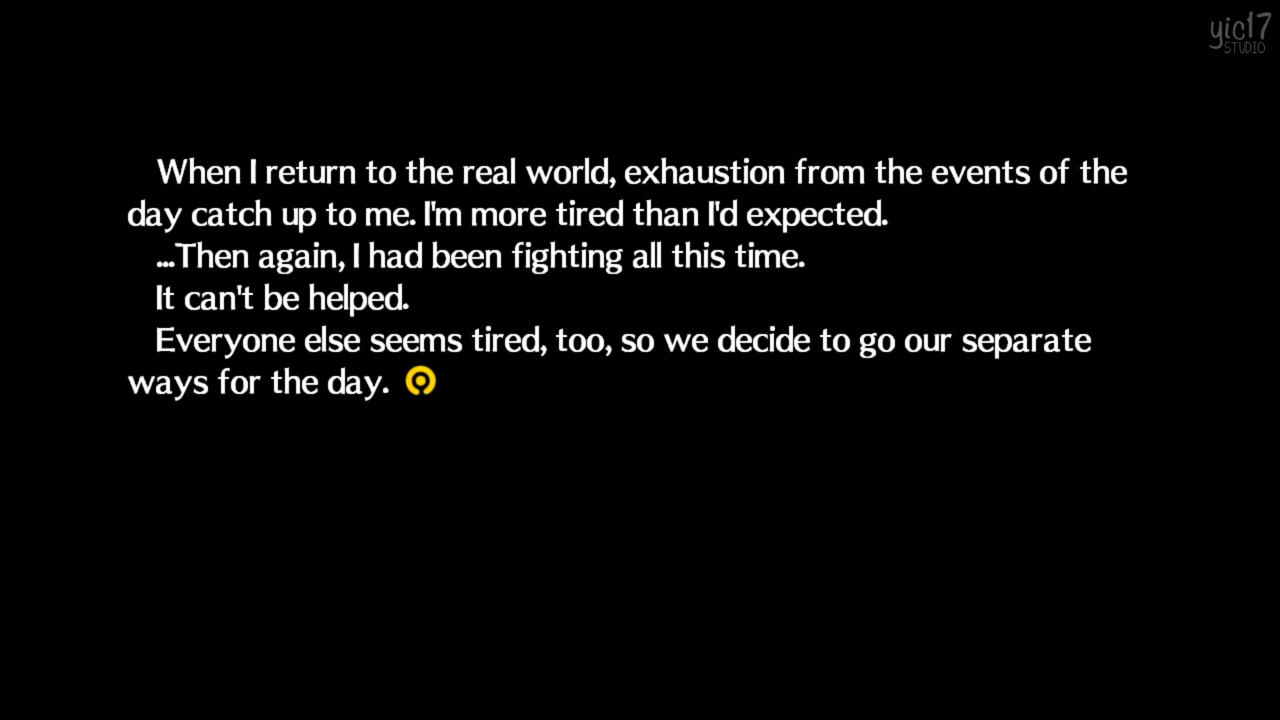 yic17
STUDIO
When I return to the real world, exhaustion from the events of the
day catch up to me. I'm more tired than I'd expected.
...Then again, I had been fighting all this time.
It can't be helped.
Everyone else seems tired, too, so we decide to go our separate
ways for the day.